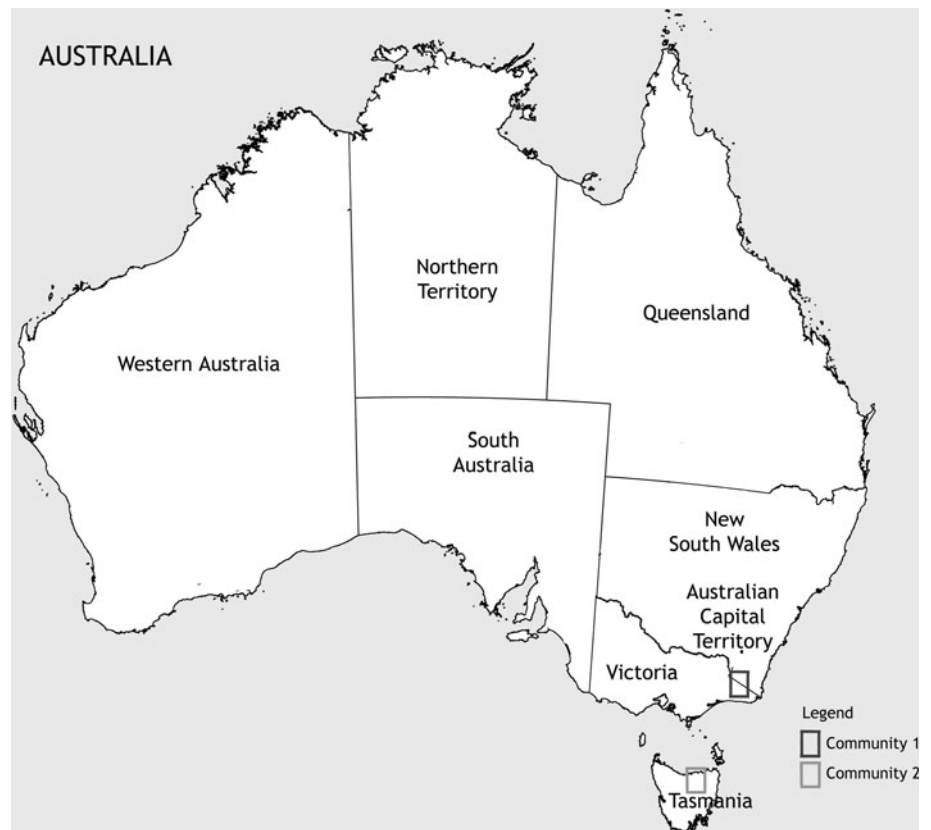 AUSTRALIA
Northern
Territory
Queensland
Western Australia
South
Australia
New
South Wales
Australian
Capital
Territory
Victoria
Legend
Community 1
Community 2
Tasmania